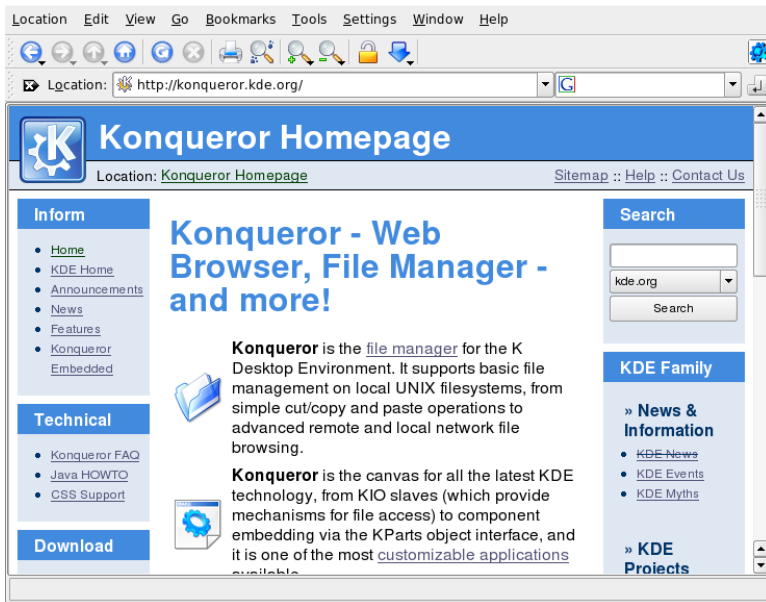 Location Edit View Go Bookmarks Tools Settings Window Help
Location: http://konqueror.kde.org/
Konqueror Homepage
Location: Konqueror Homepage
Sitemap :: Help :: Contact Us
Inform
Home
KDE Home
Announcements
News
Features
Konqueror
Embedded
Technical
Konqueror FAQ
Java HOWTO
CSS Support
Download
Konqueror - Web
Browser, File Manager -
and more!
Konqueror is the file manager for the K
Desktop Environment. It supports basic file
management on local UNIX filesystems, from
simple cut/copy and paste operations to
advanced remote and local network file
browsing.
Konqueror is the canvas for all the latest KDE
technology, from KIO slaves (which provide
mechanisms for file access) to component
embedding via the KParts object interface, and
it is one of the most customizable applications
available
Search
kde.org
Search
KDE Family
» News &
Information
KDE News
KDE Events
KDE Myths
» KDE
Projects